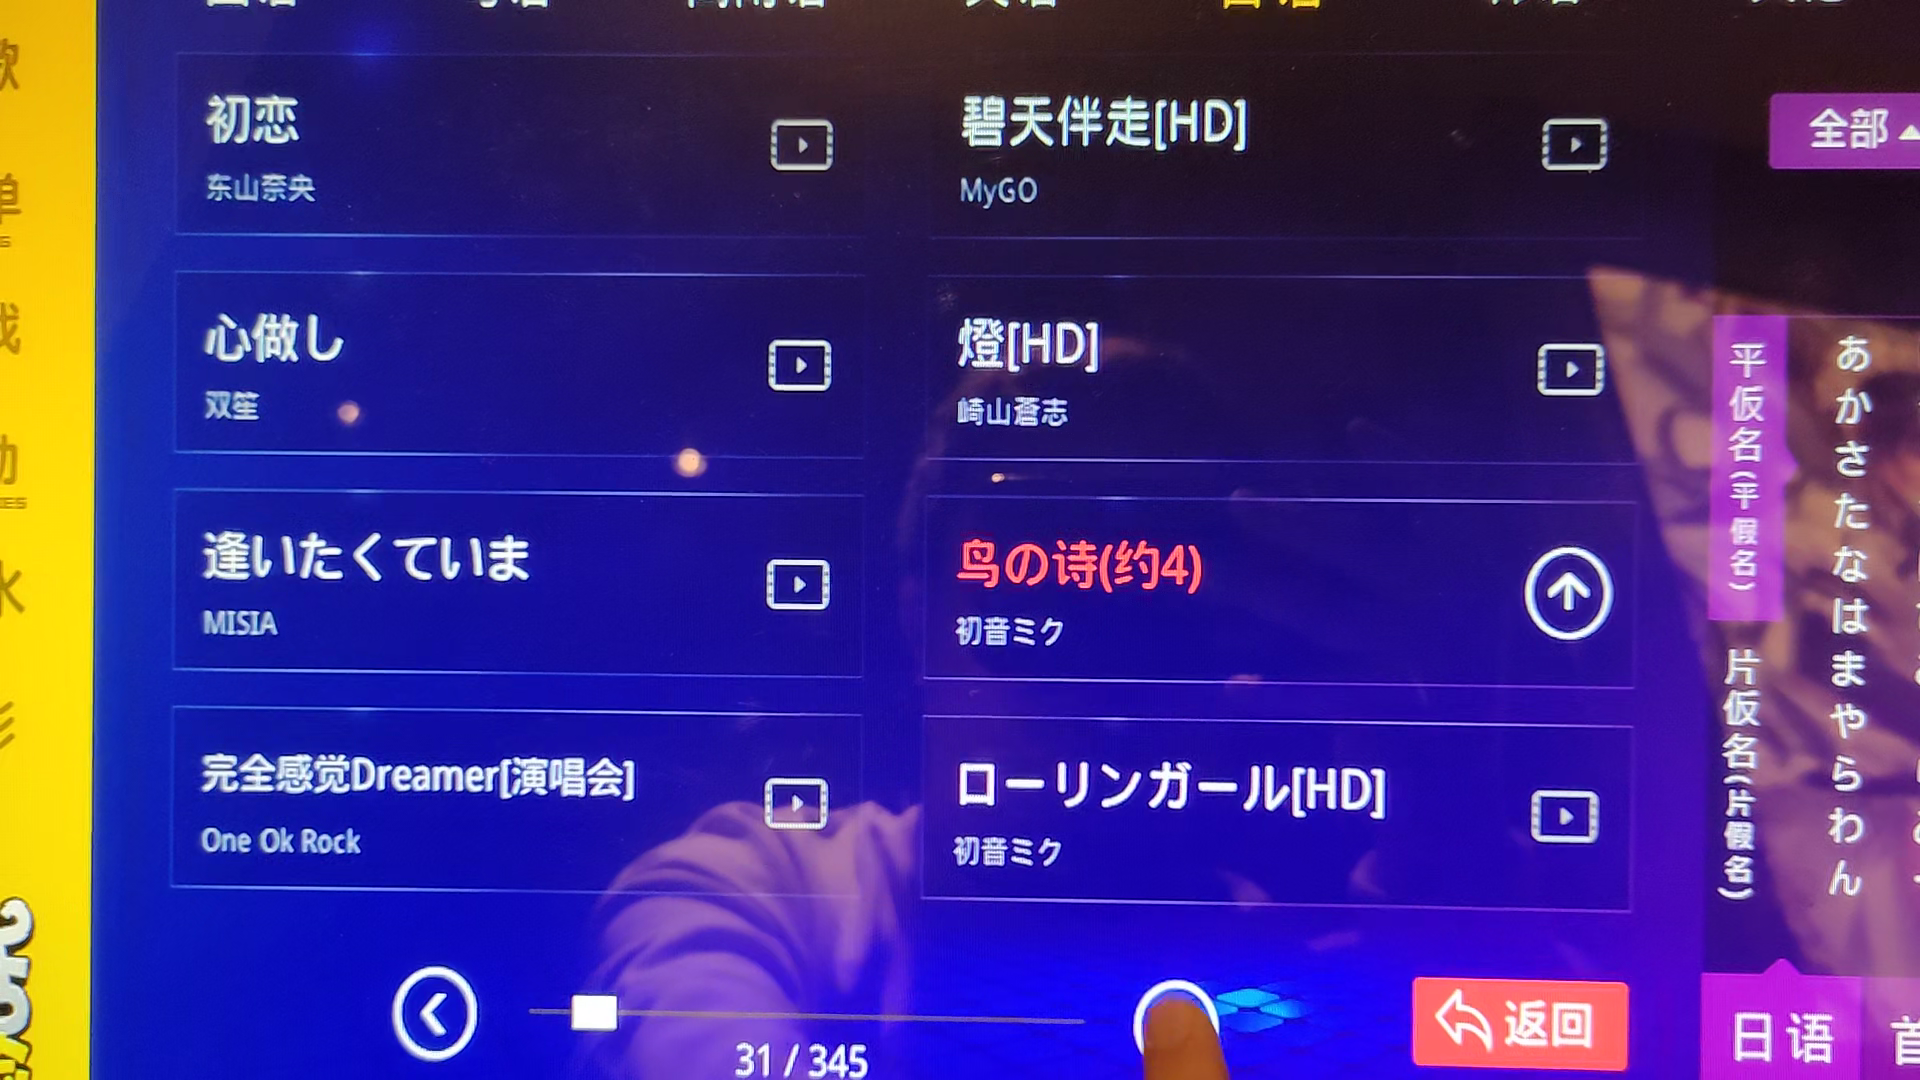 日语
初恋
东山奈央
碧天伴走[HD]
MyGO
全部
心做し
双笙
燈[HD]
崎山蒼志
逢いたくていま
MISIA
鸟の诗(约4)
初音ミク
完全感觉Dreamer[演唱会]
One Ok Rock
ローリンガール[HD]
初音ミク
平仮名(平假名)
片仮名(片假名)
あかさたなはまやらわん
31 / 345
返回
日语